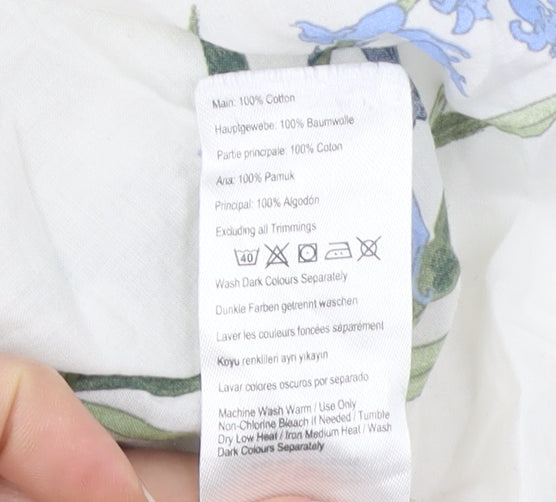 Main: 100% Cotton
Hauptgewebe: 100% Baumwolle
Partie principale: 100% Coton
Ana: 100% Pamuk
Principal: 100% Algodón
Excluding all Trimmings
40
Wash Dark Colours Separately
Dunkle Farben getrennt waschen
Laver les couleurs foncées séparément
Koyu renklileri ayrı yıkayın
Lavar colores oscuros por separado
Machine Wash Warm / Use Only
Non-Chlorine Bleach if Needed / Tumble
Dry Low Heat / Iron Medium Heat / Wash
Dark Colours Separately